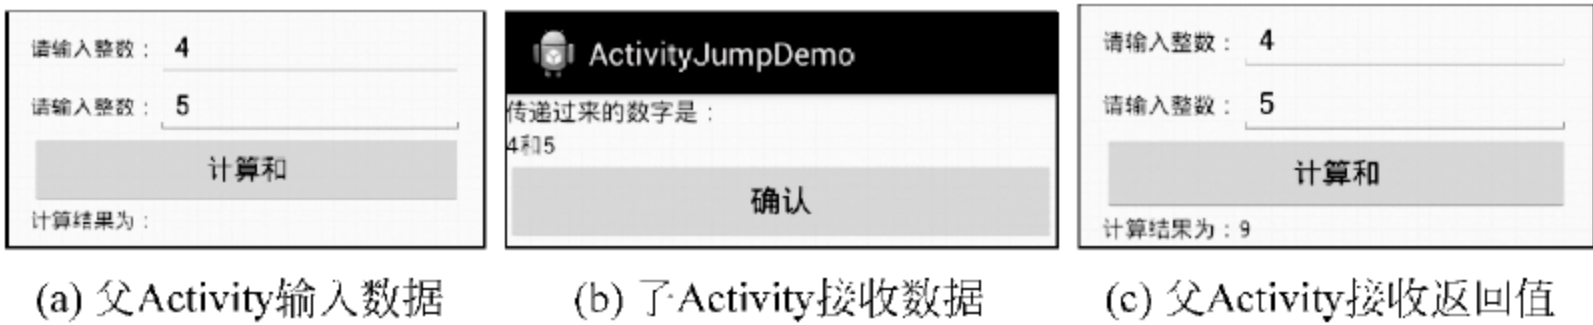 请输入整数： 4
请输入整数： 5
计算和
计算结果为：
(a) 父Activity输入数据
ActivityJumpDemo
传递过来的数字是：
4和5
确认
(b) 了Activity接收数据
请输入整数： 4
请输入整数： 5
计算和
计算结果为：9
(c) 父Activity接收返回值